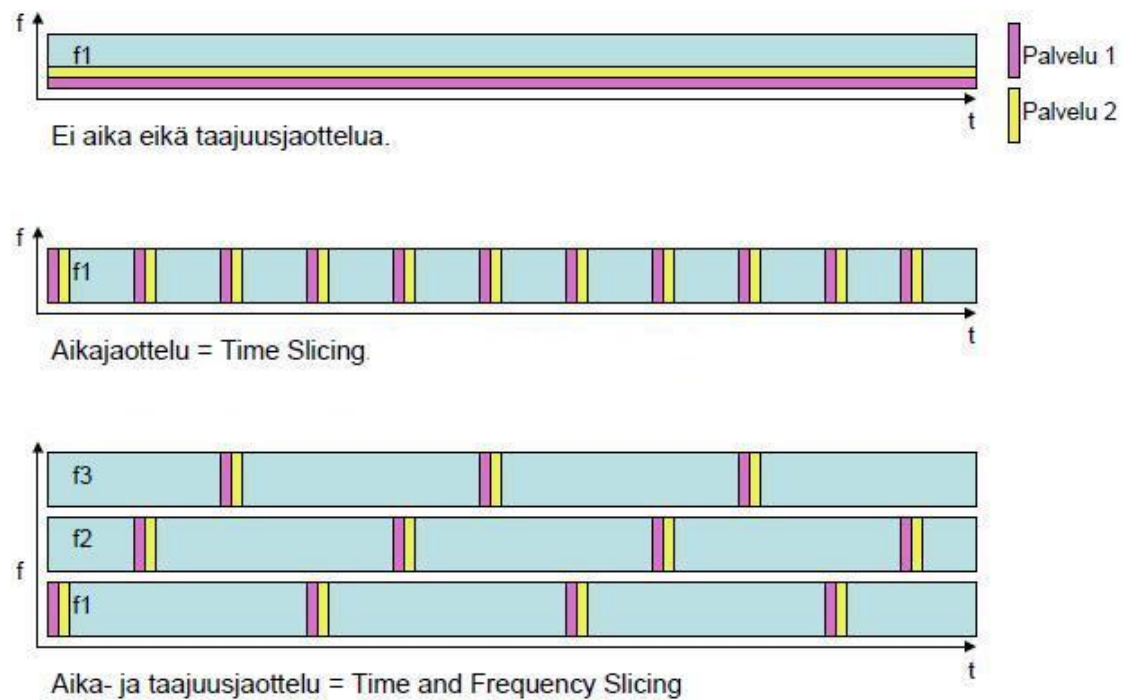 f
f1
t
Palvelu 1
Palvelu 2
Ei aika eikä taajuusjaottelua.
f
f1
t
Aikajaottelu = Time Slicing.
f3
f2
f
f1
t
Aika- ja taajuusjaottelu = Time and Frequency Slicing